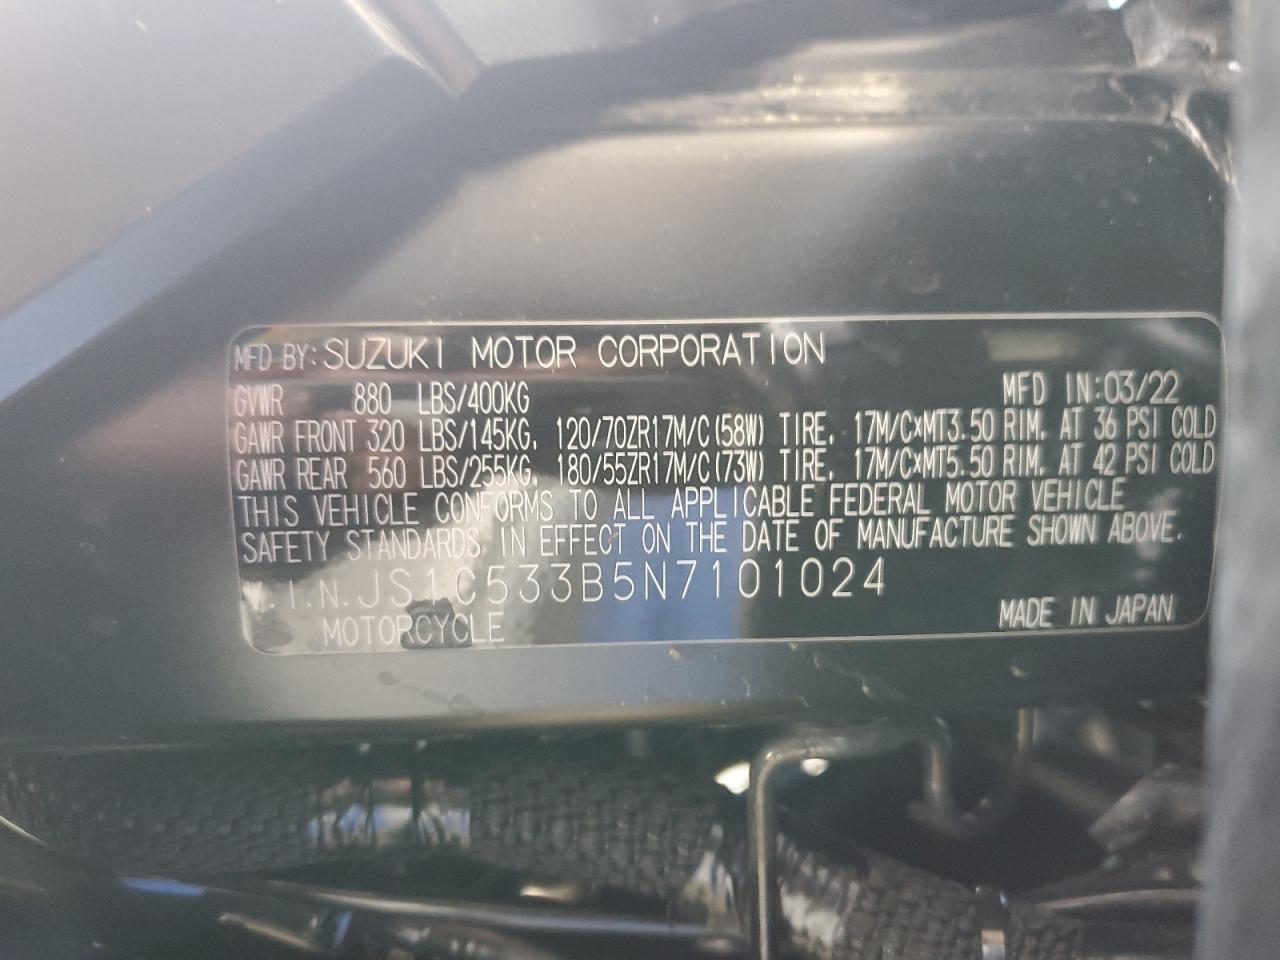 MFD BY: SUZUKI MOTOR CORPORATION
GVWR 880 LBS/400KG MFD IN: 03/22
GAWR FRONT 320 LBS/145KG. 120/70ZR17M/C(58W) TIRE, 17M/C×MT3.50 RIM. AT 36 PSI COLD
GAWR REAR 560 LBS/255KG. 180/55ZR17M/C(73W) TIRE, 17M/C×MT5.50 RIM. AT 42 PSI COLD
THIS VEHICLE CONFORMS TO ALL APPLICABLE FEDERAL MOTOR VEHICLE
SAFETY STANDARDS IN EFFECT ON THE DATE OF MANUFACTURE SHOWN ABOVE.
V.I.N. JS1C533B5N7101024
MOTORCYCLE MADE IN JAPAN